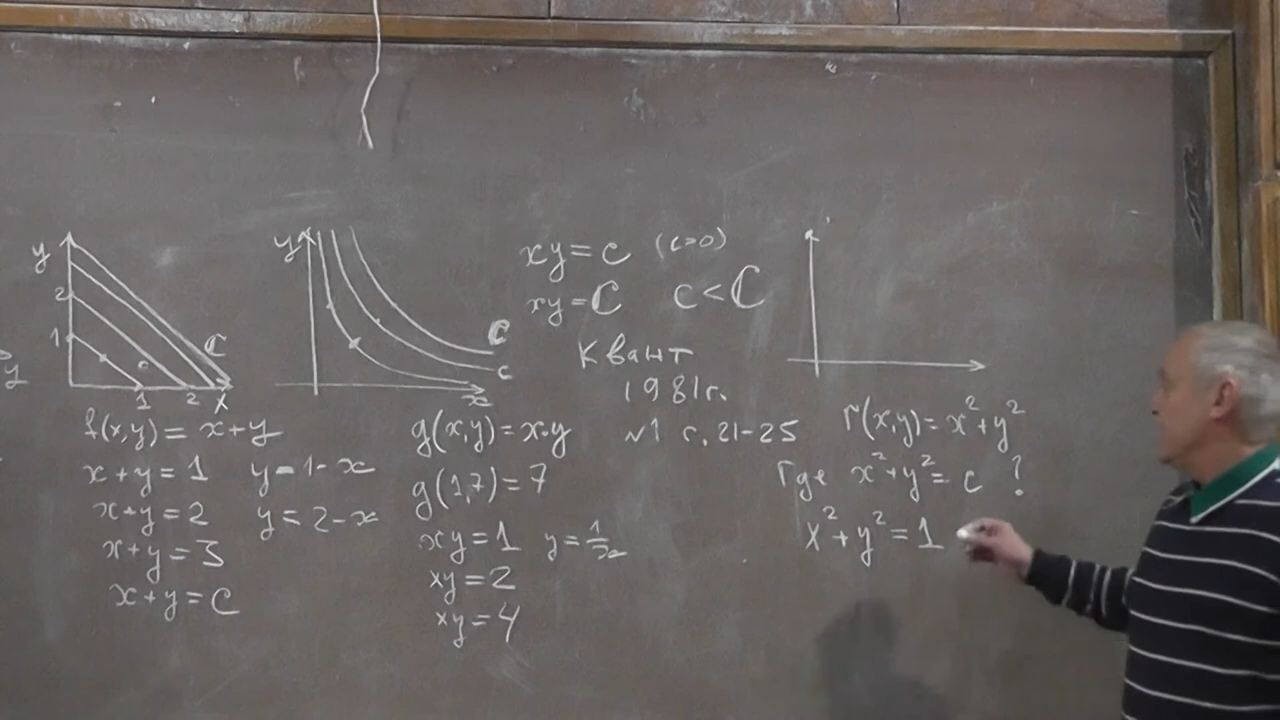 y
2
1
C
1 2 x
y
f(x,y) = x+y
x+y=1 y=1-x
x+y=2 y=2-x
x+y=3
x+y=C
y
C
c
x
g(x,y)=x·y
g(1,7)=7
xy=1 y=1/x
xy=2
xy=4
xy=c (c>0)
xy=C c<C
Квант
1981г.
№1 с.21-25
r(x,y)=x²+y²
Где x²+y²=c ?
x²+y²=1